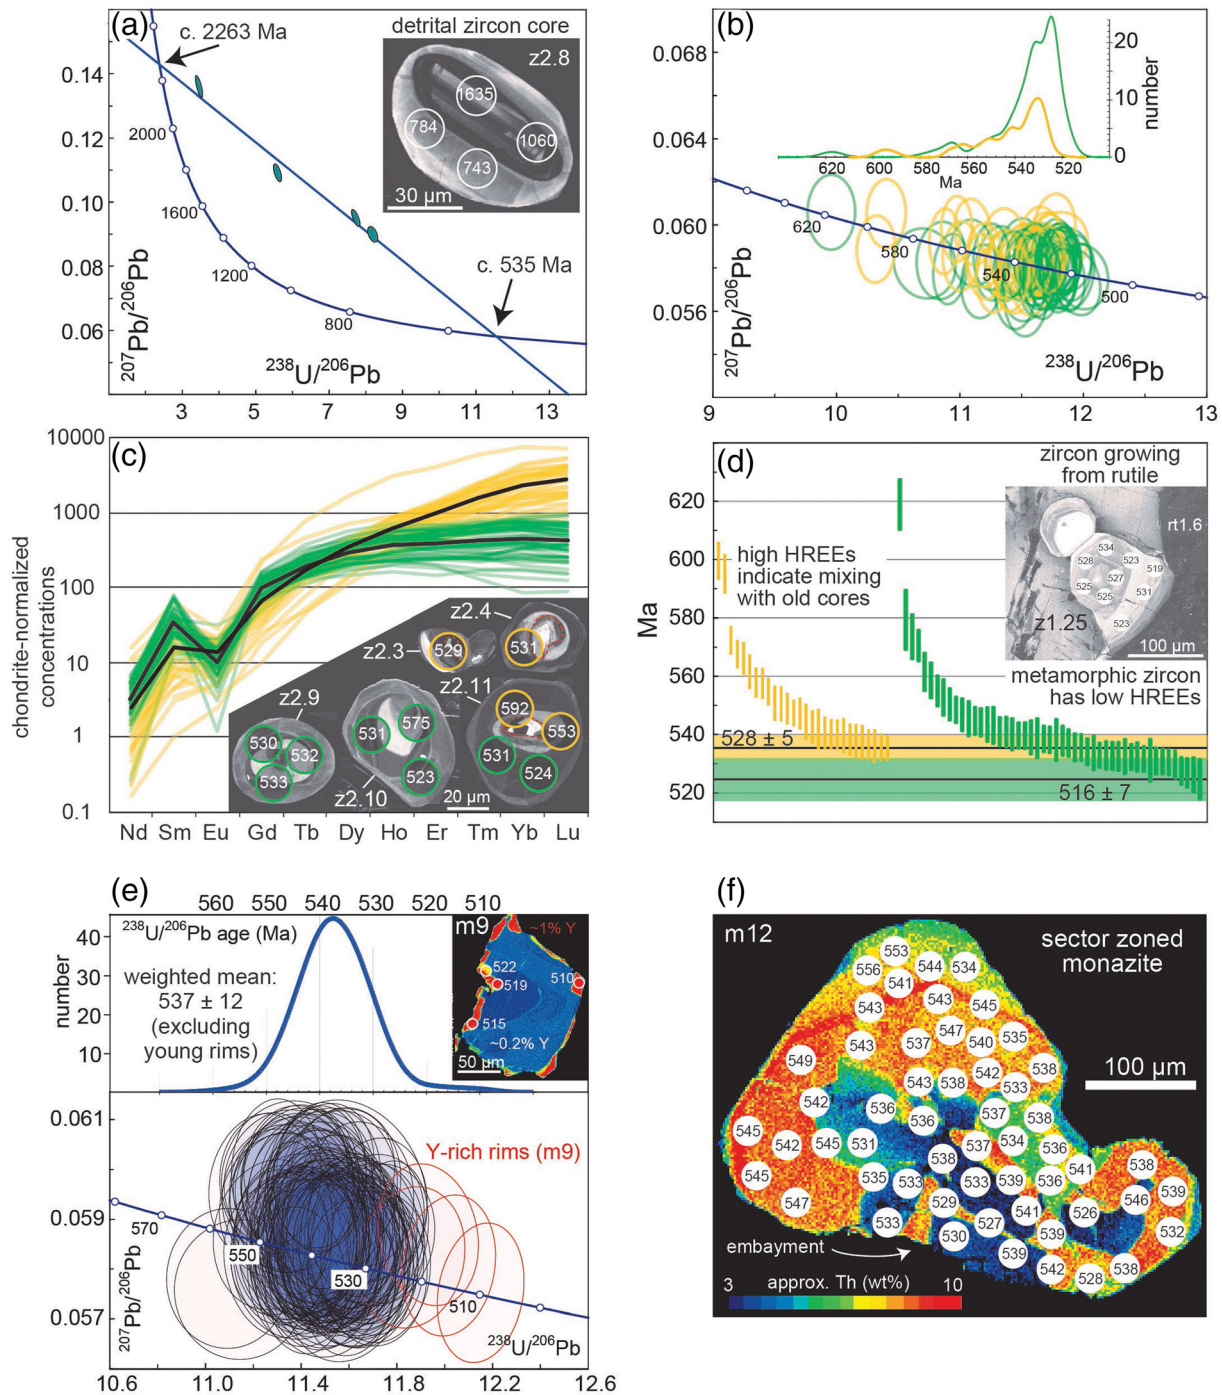 (a)
c. 2263 Ma
detrital zircon core
z2.8
1635
784
1060
743
30 µm
c. 535 Ma
2000
1600
1200
800
0.14
0.12
0.10
0.08
0.06
207Pb/206Pb
238U/206Pb
1 3 5 7 9 11 13
(b)
0.068
0.064
0.060
0.056
207Pb/206Pb
238U/206Pb
20
10
0
number
620 600 580 560 540 520
Ma
620
580
540
500
9 10 11 12 13
(c)
10000
1000
100
10
1
0.1
chondrite-normalized
concentrations
z2.4
z2.3
529
531
z2.9
z2.11
530
532
533
531
575
523
z2.10
592
553
531
524
20 µm
Nd Sm Eu Gd Tb Dy Ho Er Tm Yb Lu
(d)
zircon growing
from rutile
rt1.6
534
528
523
519
527
525
525
531
523
z1.25
100 µm
high HREEs
indicate mixing
with old cores
metamorphic zircon
has low HREEs
620
600
580
560
540
520
Ma
528 ± 5
516 ± 7
(e)
560 550 540 530 520 510
238U/206Pb age (Ma)
40
30
20
10
number
weighted mean:
537 ± 12
(excluding
young rims)
m9
~1% Y
522
519
510
515
~0.2% Y
50 µm
0.061
0.059
0.057
207Pb/206Pb
Y-rich rims (m9)
570
550
530
510
238U/206Pb
10.6 11.0 11.4 11.8 12.2 12.6
(f)
m12
sector zoned
monazite
100 µm
553
556 544 534
541
543 543 545
547 535
543 537 540
549 542 538
543 538 533
542 536 536 537 538
545 542 545 531 537 534 536
538 541 538
545 535 533 533 539 536 539
547 529 541 526 546
533 530 527 539 532
539 542 528 538
embayment
3 approx. Th (wt%) 10